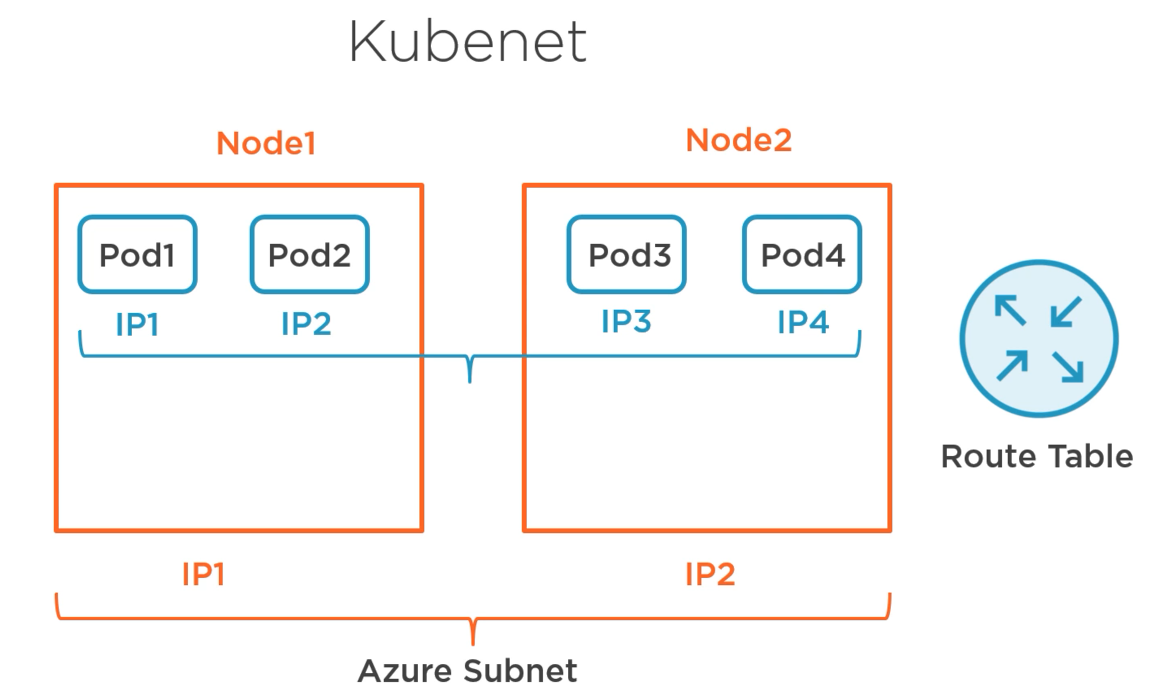 Kubenet
Node1
Node2
Pod1
Pod2
Pod3
Pod4
IP1
IP2
IP3
IP4
Route Table
IP1
IP2
Azure Subnet